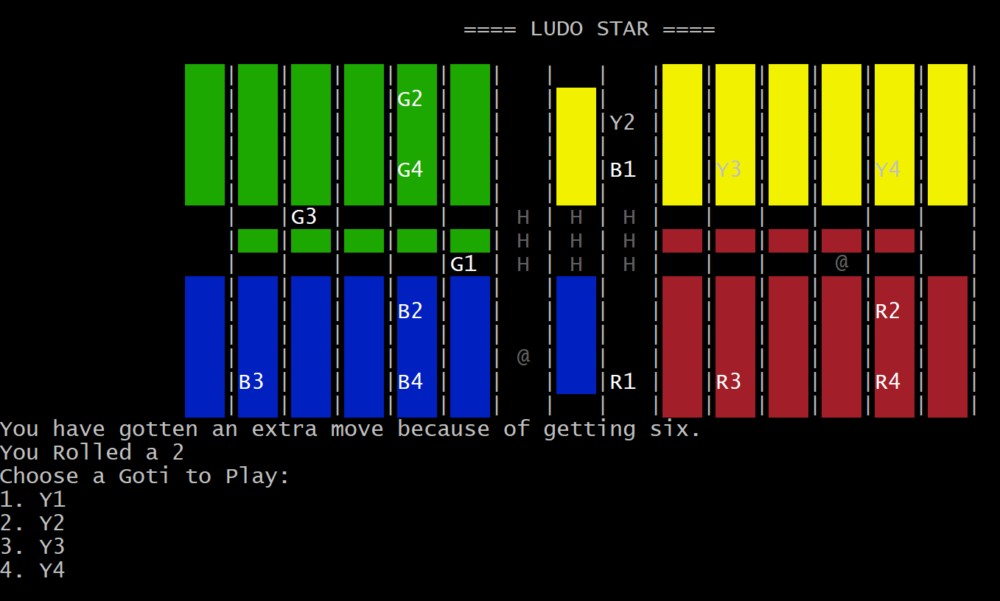 ==== LUDO STAR ====
| | | | | | | | | | | | | | |
| | | |G2 | | | | | | | | | | |
| | | | | | | |Y2 | | | | | | |
| | | | | | | | | | | | | | |
| | | |G4 | | | |B1 | |Y3 | | |Y4 | |
| | | | | | | | | | | | | | |
| |G3 | | | | H | H | H | | | | | | |
| | | | | | H | H | H | | | | | | |
| | | | |G1 | H | H | H | | | | @ | | |
| | | | | | | | | | | | | | |
| | | |B2 | | | | | | | | |R2 | |
| | | | | | | | | | | | | | |
| | | | | | @ | | | | | | | | |
|B3 | | |B4 | | | |R1 | |R3 | | |R4 | |
| | | | | | | | | | | | | | |
You have gotten an extra move because of getting six.
You Rolled a 2
Choose a Goti to Play:
1. Y1
2. Y2
3. Y3
4. Y4